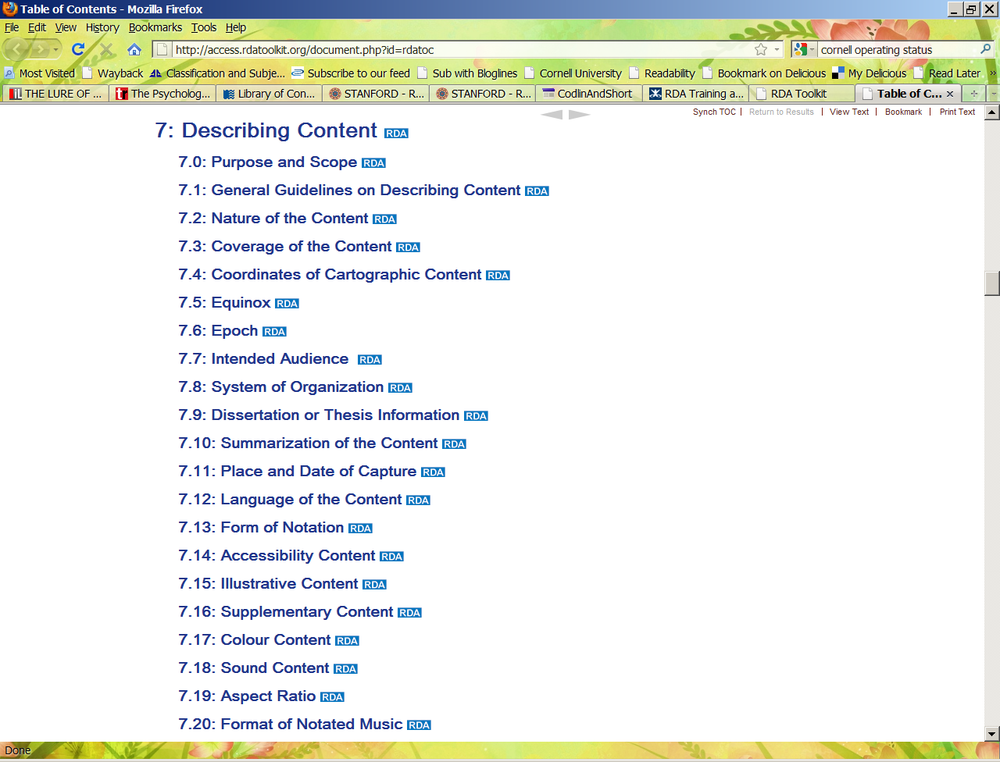 Table of Contents - Mozilla Firefox
File Edit View History Bookmarks Tools Help
http://access.rdatoolkit.org/document.php?id=rdatoc cornell operating status
Most Visited Wayback Classification and Subje... Subscribe to our feed Sub with Bloglines Cornell University Readability Bookmark on Delicious My Delicious Read Later »
THE LURE OF ... The Psycholog... Library of Con... STANFORD - R... STANFORD - R... CodlinAndShort RDA Training a... RDA Toolkit Table of C...
Synch TOC | Return to Results | View Text | Bookmark | Print Text
7: Describing Content RDA
7.0: Purpose and Scope RDA
7.1: General Guidelines on Describing Content RDA
7.2: Nature of the Content RDA
7.3: Coverage of the Content RDA
7.4: Coordinates of Cartographic Content RDA
7.5: Equinox RDA
7.6: Epoch RDA
7.7: Intended Audience RDA
7.8: System of Organization RDA
7.9: Dissertation or Thesis Information RDA
7.10: Summarization of the Content RDA
7.11: Place and Date of Capture RDA
7.12: Language of the Content RDA
7.13: Form of Notation RDA
7.14: Accessibility Content RDA
7.15: Illustrative Content RDA
7.16: Supplementary Content RDA
7.17: Colour Content RDA
7.18: Sound Content RDA
7.19: Aspect Ratio RDA
7.20: Format of Notated Music RDA
Done